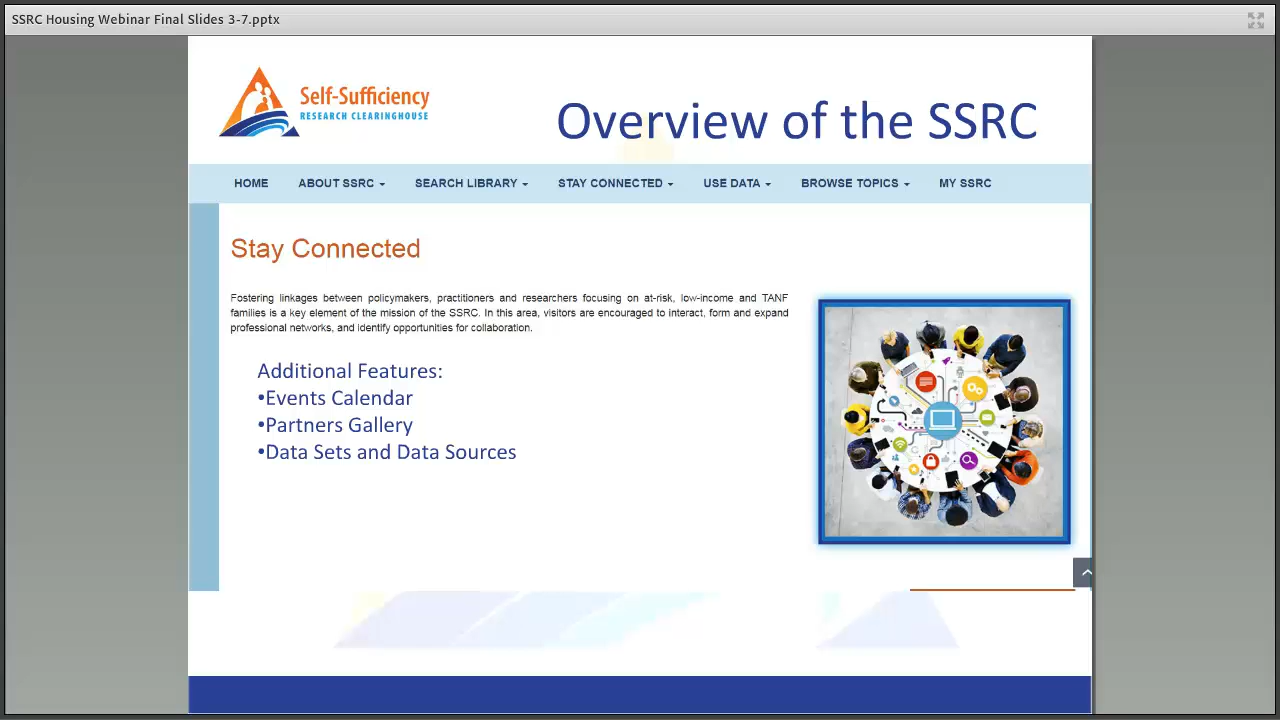 SSRC Housing Webinar Final Slides 3-7.pptx
Self-Sufficiency
RESEARCH CLEARINGHOUSE
Overview of the SSRC
HOME ABOUT SSRC SEARCH LIBRARY STAY CONNECTED USE DATA BROWSE TOPICS MY SSRC
Stay Connected
Fostering linkages between policymakers, practitioners and researchers focusing on at-risk, low-income and TANF
families is a key element of the mission of the SSRC. In this area, visitors are encouraged to interact, form and expand
professional networks, and identify opportunities for collaboration.
Additional Features:
•Events Calendar
•Partners Gallery
•Data Sets and Data Sources